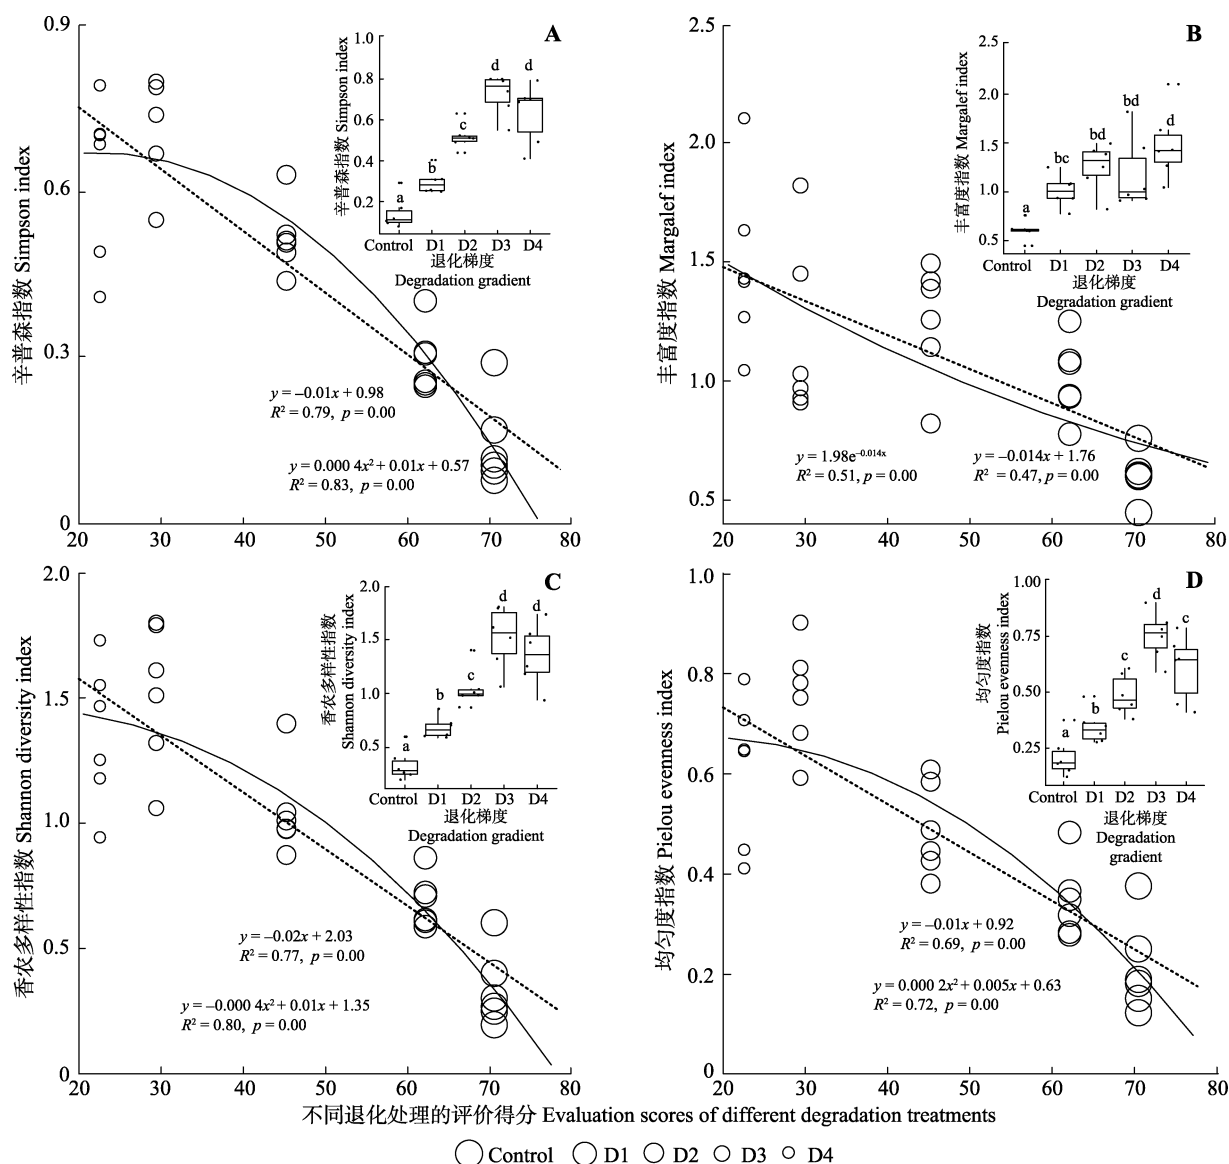 A
辛普森指数 Simpson index
0.9
0.6
0.3
0
20 30 40 50 60 70 80
y = –0.01x + 0.98
R² = 0.79, p = 0.00
y = 0.000 4x² + 0.01x + 0.57
R² = 0.83, p = 0.00
辛普森指数 Simpson index
1.0
0.8
0.6
0.4
0.2
a b c d d
Control D1 D2 D3 D4
退化梯度
Degradation gradient
B
丰富度指数 Margalef index
2.5
2.0
1.5
1.0
0.5
20 30 40 50 60 70 80
y = 1.98e⁻⁰·⁰¹⁴ˣ
R² = 0.51, p = 0.00
y = –0.014x + 1.76
R² = 0.47, p = 0.00
丰富度指数 Margalef index
2.5
2.0
1.5
1.0
0.5
a bc bd bd d
Control D1 D2 D3 D4
退化梯度
Degradation gradient
C
香农多样性指数 Shannon diversity index
2.0
1.5
1.0
0.5
0
20 30 40 50 60 70 80
y = –0.02x + 2.03
R² = 0.77, p = 0.00
y = –0.000 4x² + 0.01x + 1.35
R² = 0.80, p = 0.00
香农多样性指数
Shannon diversity index
2.0
1.5
1.0
0.5
a b c d d
Control D1 D2 D3 D4
退化梯度
Degradation gradient
D
均匀度指数 Pielou evenness index
1.0
0.8
0.6
0.4
0.2
0
20 30 40 50 60 70 80
y = –0.01x + 0.92
R² = 0.69, p = 0.00
y = 0.000 2x² + 0.005x + 0.63
R² = 0.72, p = 0.00
均匀度指数
Pielou evenness index
1.00
0.75
0.50
0.25
a b c d c
Control D1 D2 D3 D4
退化梯度
Degradation
gradient
不同退化处理的评价得分 Evaluation scores of different degradation treatments
Control D1 D2 D3 D4